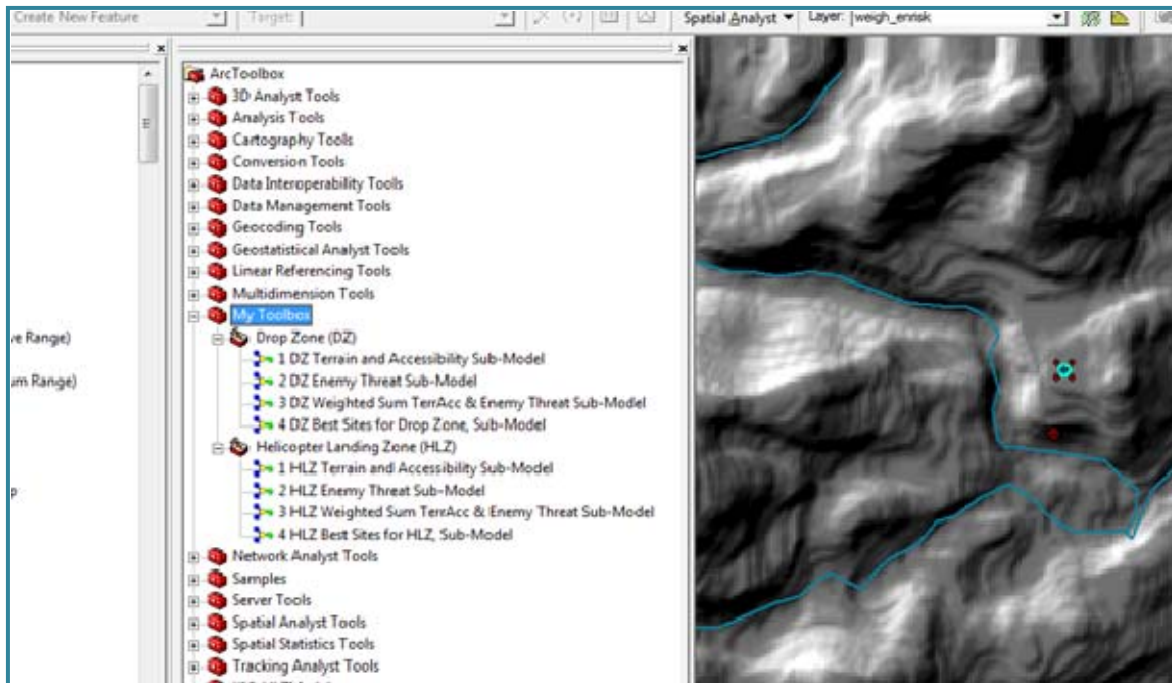 Create New Feature Target: Spatial Analyst Layer: weigh_enrisk
ve Range)
um Range)
p
ArcToolbox
3D Analyst Tools
Analysis Tools
Cartography Tools
Conversion Tools
Data Interoperability Tools
Data Management Tools
Geocoding Tools
Geostatistical Analyst Tools
Linear Referencing Tools
Multidimension Tools
My Toolbox
Drop Zone (DZ)
1 DZ Terrain and Accessibility Sub-Model
2 DZ Enemy Threat Sub-Model
3 DZ Weighted Sum TerrAcc & Enemy Threat Sub-Model
4 DZ Best Sites for Drop Zone, Sub-Model
Helicopter Landing Zone (HLZ)
1 HLZ Terrain and Accessibility Sub-Model
2 HLZ Enemy Threat Sub-Model
3 HLZ Weighted Sum TerrAcc & Enemy Threat Sub-Model
4 HLZ Best Sites for HLZ, Sub-Model
Network Analyst Tools
Samples
Server Tools
Spatial Analyst Tools
Spatial Statistics Tools
Tracking Analyst Tools